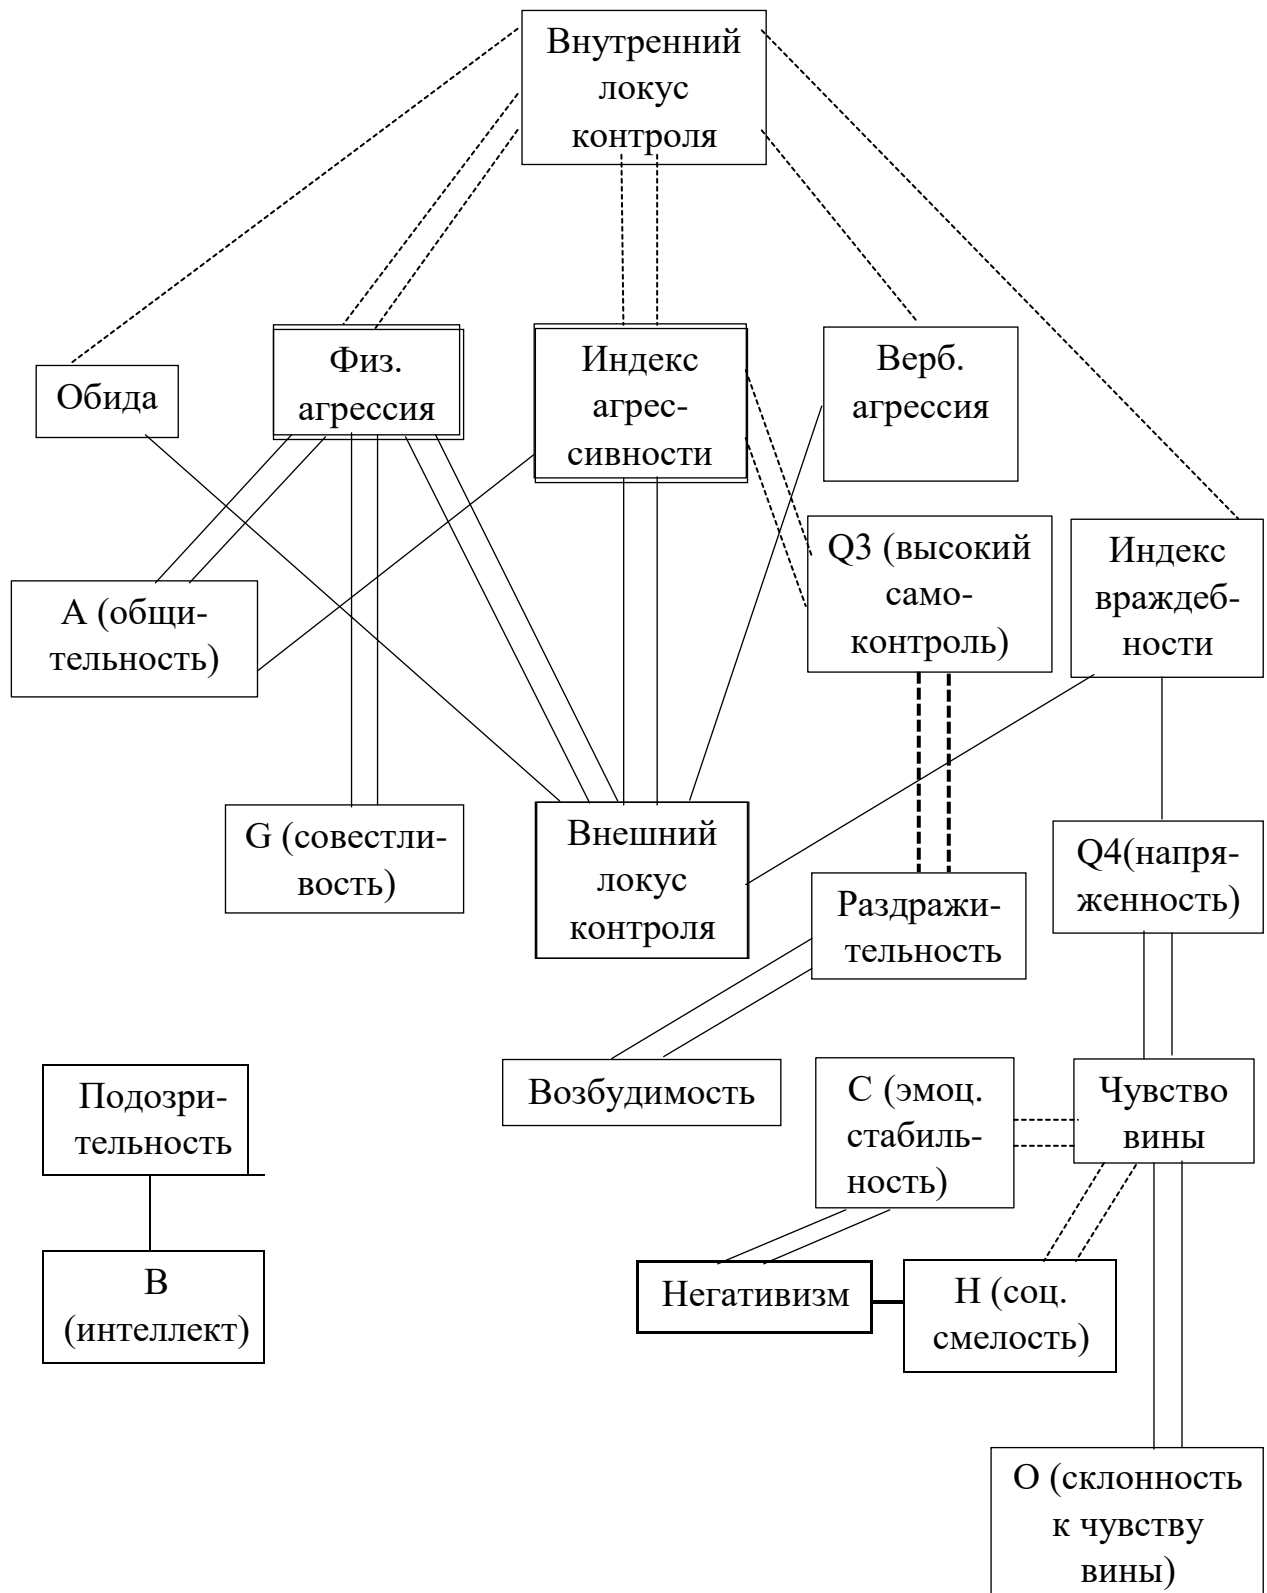 Внутренний
локус
контроля
Обида
Физ.
агрессия
Индекс
агрес-
сивности
Верб.
агрессия
А (общи-
тельность)
Q3 (высокий
само-
контроль)
Индекс
враждеб-
ности
G (совестли-
вость)
Внешний
локус
контроля
Раздражи-
тельность
Q4(напря-
женность)
Подозри-
тельность
Возбудимость
С (эмоц.
стабиль-
ность)
Чувство
вины
В
(интеллект)
Негативизм
Н (соц.
смелость)
О (склонность
к чувству
вины)